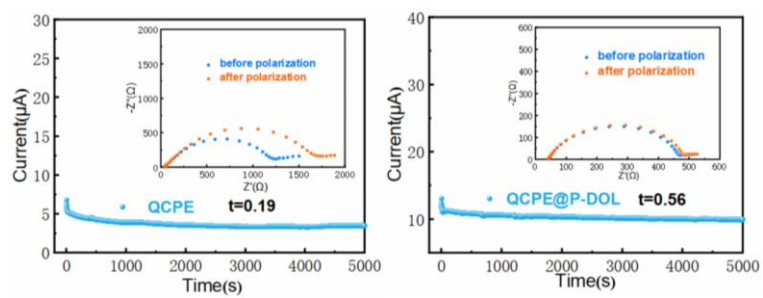 30
25
20
15
10
5
0
Current(μA)
0
1000
2000
3000
4000
5000
Time(s)
QCPE
t=0.19
2000
1500
1000
500
0
-Z''(Ω)
0
500
1000
1500
2000
Z'(Ω)
before polarization
after polarization
40
30
20
10
Current(μA)
0
1000
2000
3000
4000
5000
Time(s)
QCPE@P-DOL
t=0.56
600
500
400
300
200
100
0
-Z''(Ω)
0
100
200
300
400
500
600
Z'(Ω)
before polarization
after polarization